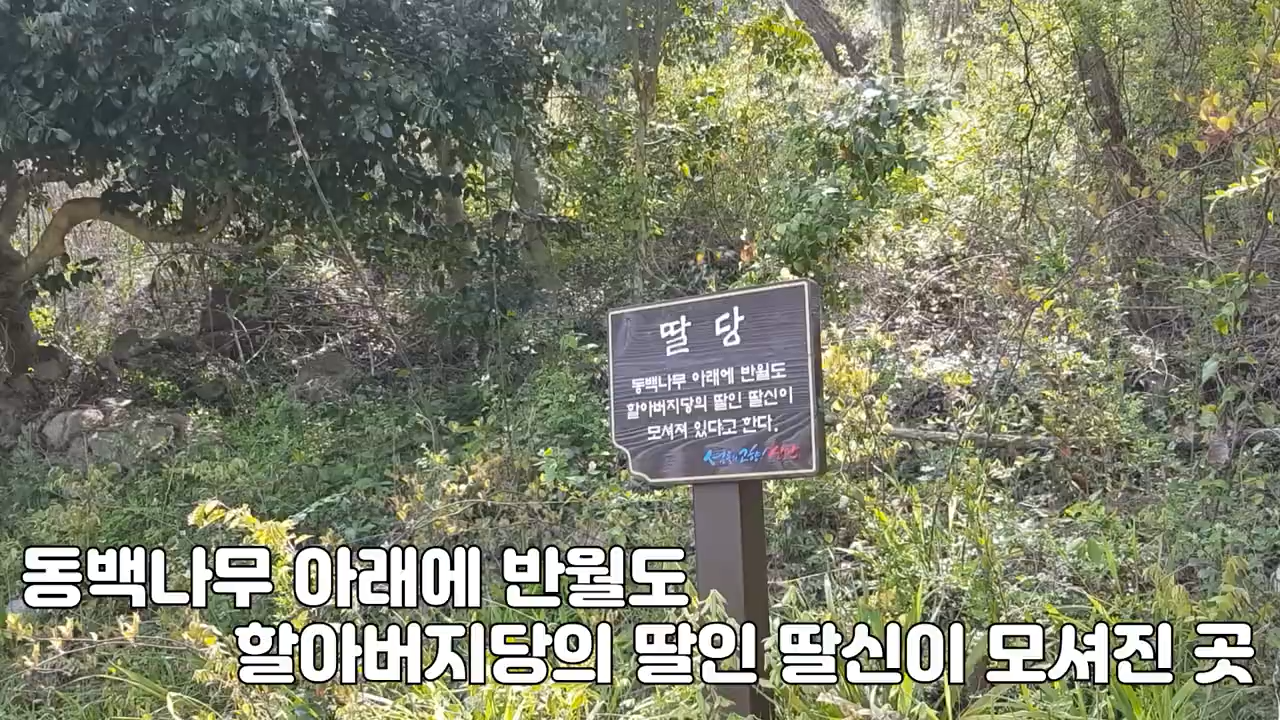 딸 당
동백나무 아래에 반월도
할아버지당의 딸인 딸신이
모셔져 있다고 한다.
동백나무 아래에 반월도
할아버지당의 딸인 딸신이 모셔진 곳